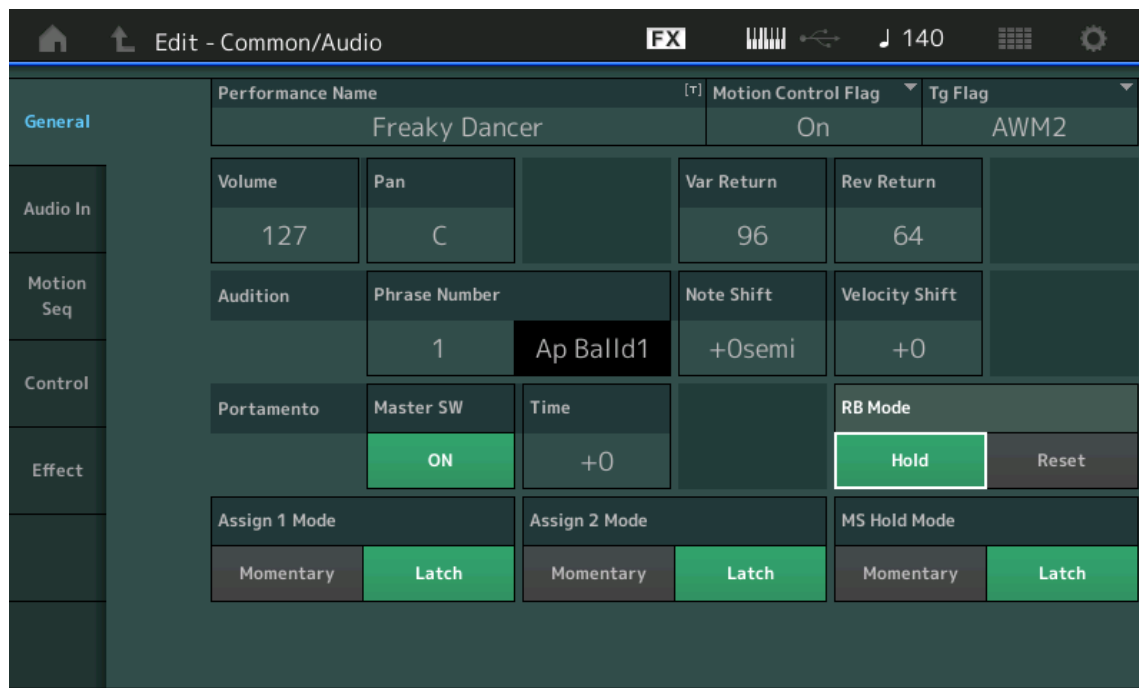 Edit - Common/Audio FX ♩ 140
General
Audio In
Motion
Seq
Control
Effect
Performance Name [T] Motion Control Flag Tg Flag
Freaky Dancer On AWM2
Volume Pan Var Return Rev Return
127 C 96 64
Audition Phrase Number Note Shift Velocity Shift
1 Ap Balld1 +0semi +0
Portamento Master SW Time RB Mode
ON +0 Hold Reset
Assign 1 Mode Assign 2 Mode MS Hold Mode
Momentary Latch Momentary Latch Momentary Latch